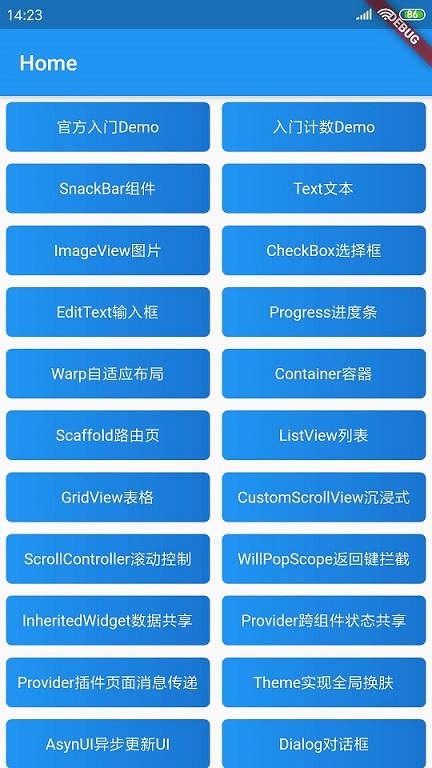 14:23
86
DEBUG
Home
官方入门Demo
入门计数Demo
SnackBar组件
Text文本
ImageView图片
CheckBox选择框
EditText输入框
Progress进度条
Warp自适应布局
Container容器
Scaffold路由页
ListView列表
GridView表格
CustomScrollView沉浸式
ScrollController滚动控制
WillPopScope返回键拦截
InheritedWidget数据共享
Provider跨组件状态共享
Provider插件页面消息传递
Theme实现全局换肤
AsynUI异步更新UI
Dialog对话框